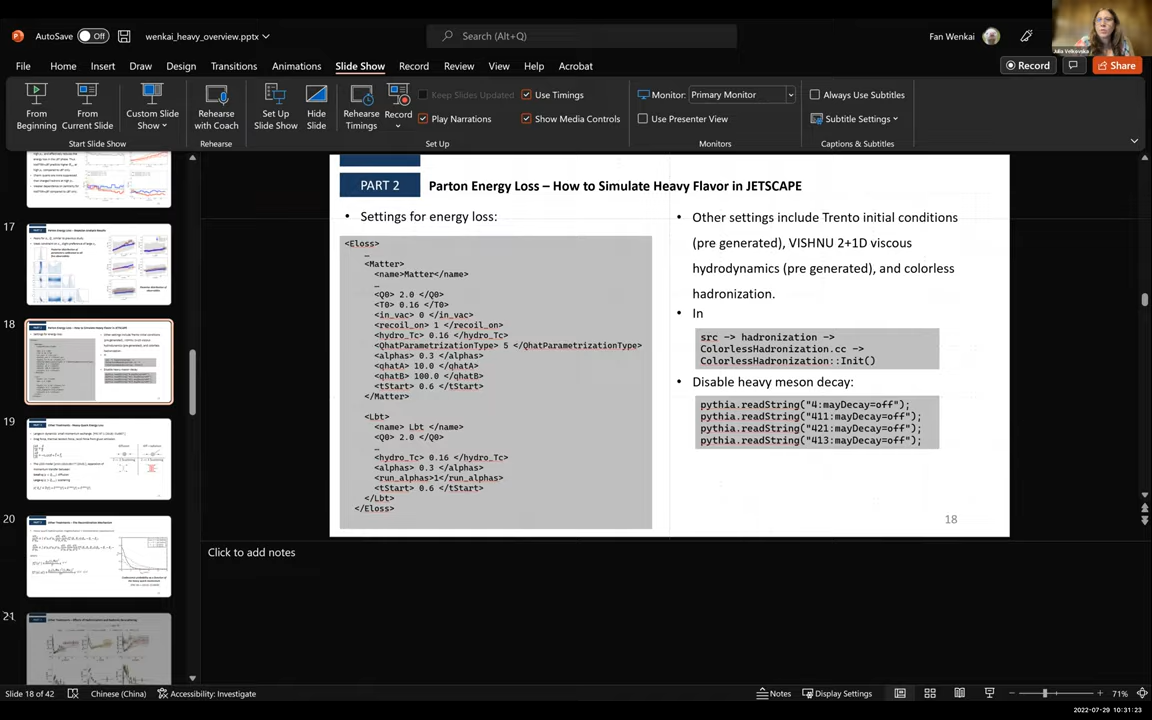 AutoSave Off wenkai_heavy_overview.pptx Search (Alt+Q) Fan Wenkai
Julia Velkovska
File Home Insert Draw Design Transitions Animations Slide Show Record Review View Help Acrobat Record Share
From Beginning
From Current Slide
Custom Slide Show
Start Slide Show
Rehearse with Coach
Rehearse
Set Up Slide Show
Hide Slide
Rehearse Timings
Record
Keep Slides Updated
Use Timings
Play Narrations
Show Media Controls
Set Up
Monitor: Primary Monitor
Use Presenter View
Monitors
Always Use Subtitles
Subtitle Settings
Captions & Subtitles
17
18
19
20
21
PART 2 Parton Energy Loss – How to Simulate Heavy Flavor in JETSCAPE
• Settings for energy loss:
<Eloss>
…
<Matter>
<name>Matter</name>
…
<Q0> 2.0 </Q0>
<T0> 0.16 </T0>
<in_vac> 0 </in_vac>
<recoil_on> 1 </recoil_on>
<hydro_Tc> 0.16 </hydro_Tc>
<QhatParametrizationType> 5 </QhatParametrizationType>
<alphas> 0.3 </alphas>
<qhatA> 10.0 </qhatA>
<qhatB> 100.0 </qhatB>
<tStart> 0.6 </tStart>
</Matter>
<Lbt>
<name> Lbt </name>
<Q0> 2.0 </Q0>
…
<hydro_Tc> 0.16 </hydro_Tc>
<alphas> 0.3 </alphas>
<run_alphas>1</run_alphas>
<tStart> 0.6 </tStart>
</Lbt>
</Eloss>
• Other settings include Trento initial conditions
(pre generated), VISHNU 2+1D viscous
hydrodynamics (pre generated), and colorless
hadronization.
• In
src -> hadronization ->
ColorlessHadronization.cc ->
ColorlessHadronization::Init()
• Disable heavy meson decay:
pythia.readString("4:mayDecay=off");
pythia.readString("411:mayDecay=off");
pythia.readString("421:mayDecay=off");
pythia.readString("413:mayDecay=off");
18
Click to add notes
Slide 18 of 42 Chinese (China) Accessibility: Investigate Notes Display Settings 71%
2022-07-29 10:31:23